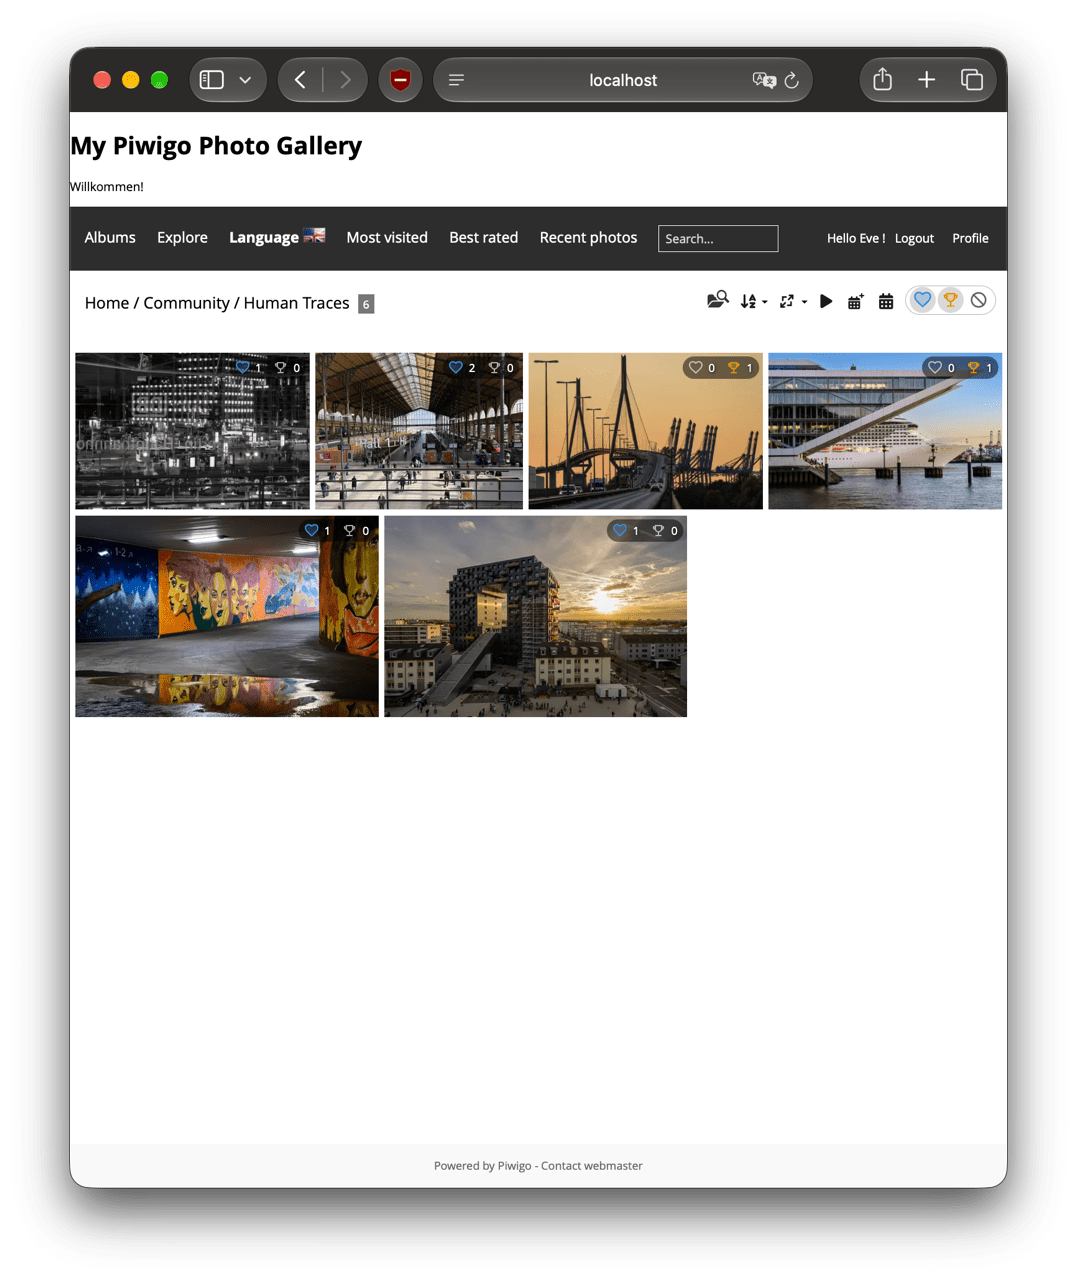 localhost
My Piwigo Photo Gallery
Willkommen!
Albums Explore Language Most visited Best rated Recent photos Search... Hello Eve ! Logout Profile
Home / Community / Human Traces 6
1 0
2 0
0 1
0 1
1 0
1 0
Powered by Piwigo - Contact webmaster